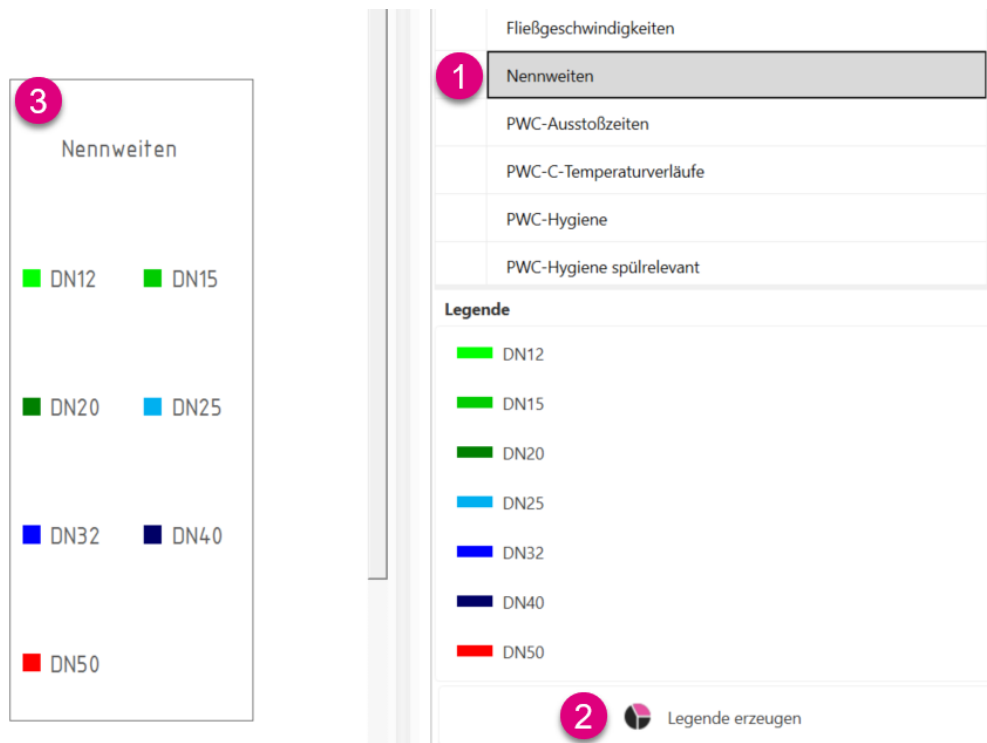 3
Nennweiten
DN12 DN15
DN20 DN25
DN32 DN40
DN50
Fließgeschwindigkeiten
1
Nennweiten
PWC-Ausstoßzeiten
PWC-C-Temperaturverläufe
PWC-Hygiene
PWC-Hygiene spülrelevant
Legende
DN12
DN15
DN20
DN25
DN32
DN40
DN50
2
Legende erzeugen